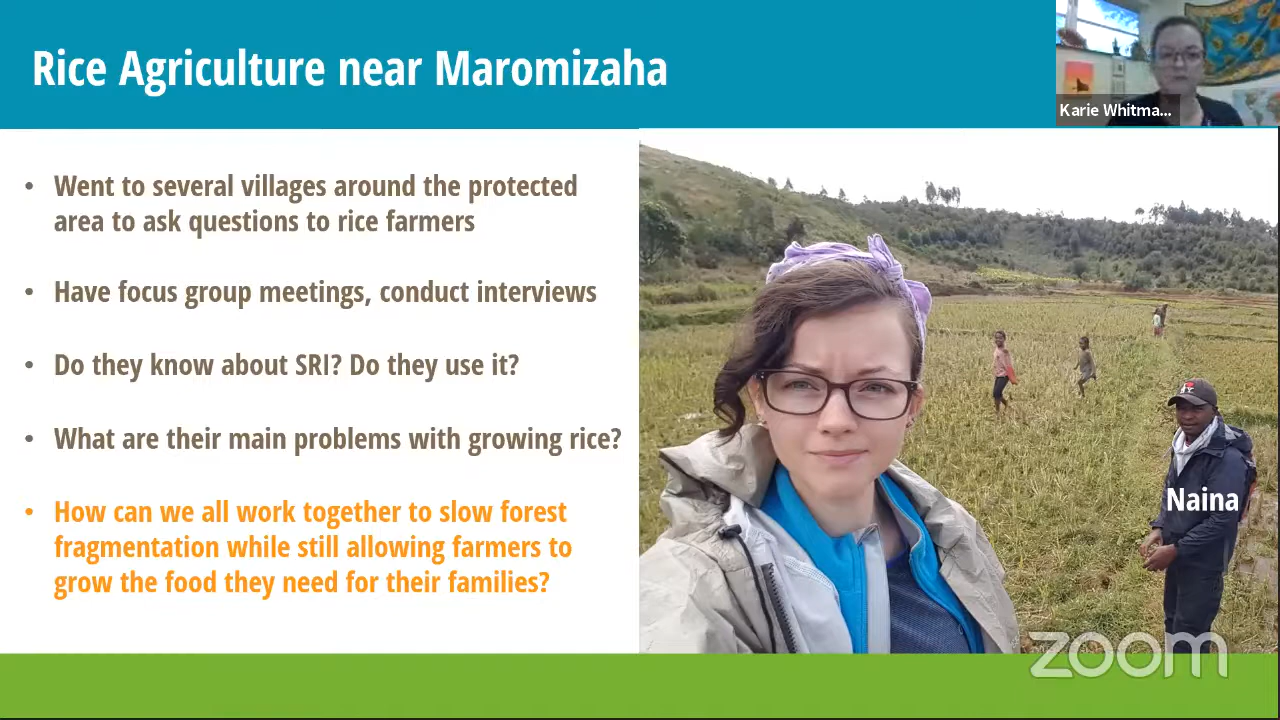 Rice Agriculture near Maromizaha
Karie Whitma...
• Went to several villages around the protected
area to ask questions to rice farmers
• Have focus group meetings, conduct interviews
• Do they know about SRI? Do they use it?
• What are their main problems with growing rice?
• How can we all work together to slow forest
fragmentation while still allowing farmers to
grow the food they need for their families?
Naina
zoom